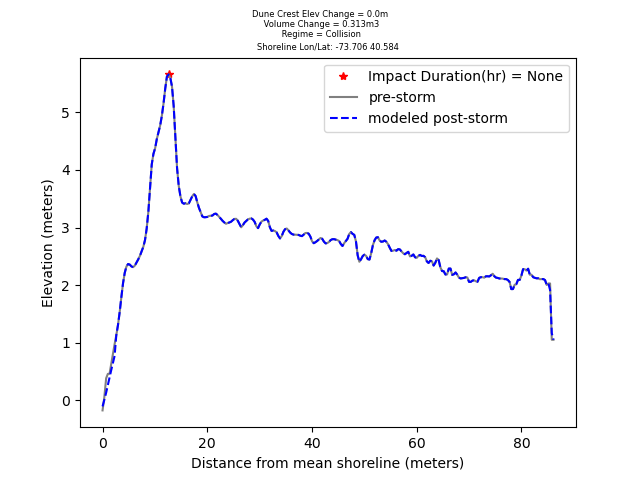 Dune Crest Elev Change = 0.0m
Volume Change = 0.313m3
Regime = Collision
Shoreline Lon/Lat: -73.706 40.584
Impact Duration(hr) = None
pre-storm
modeled post-storm
Elevation (meters)
5
4
3
2
1
0
0 20 40 60 80
Distance from mean shoreline (meters)